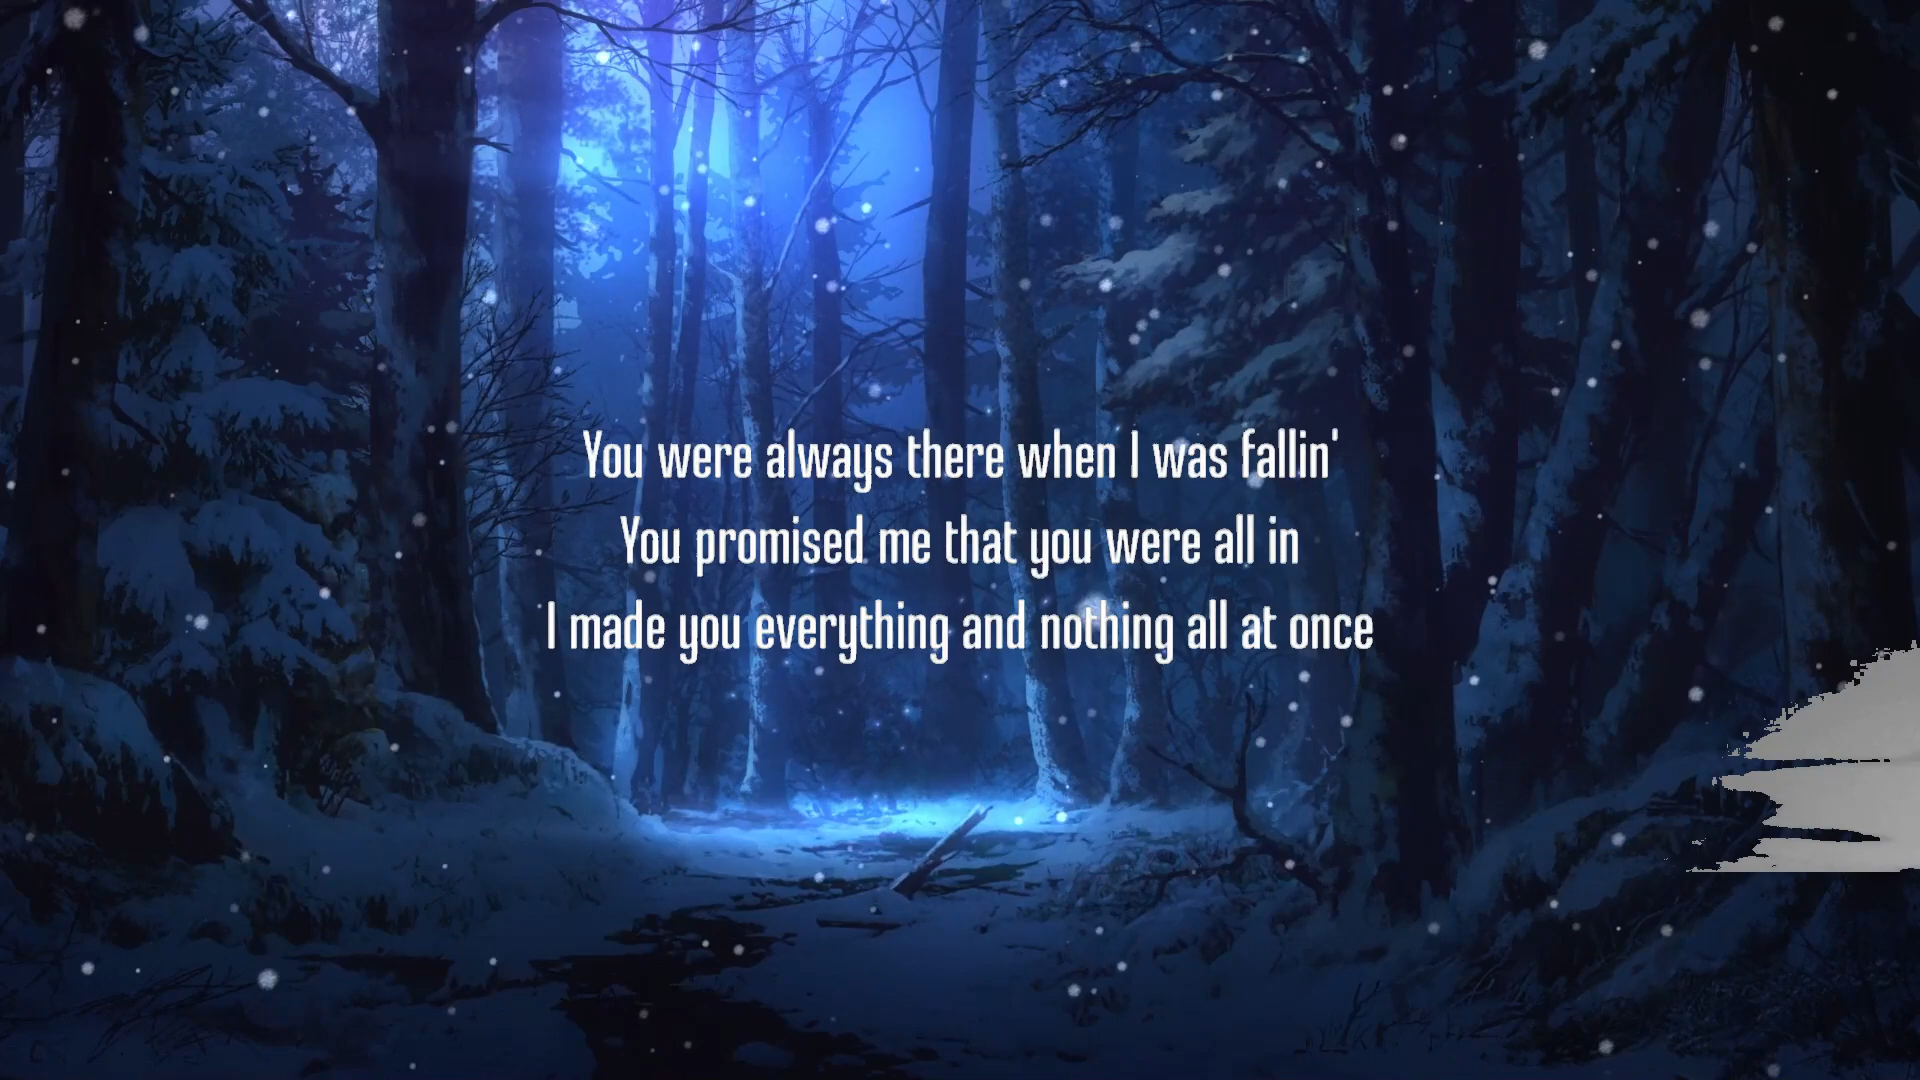 You were always there when I was fallin'
You promised me that you were all in
I made you everything and nothing all at once